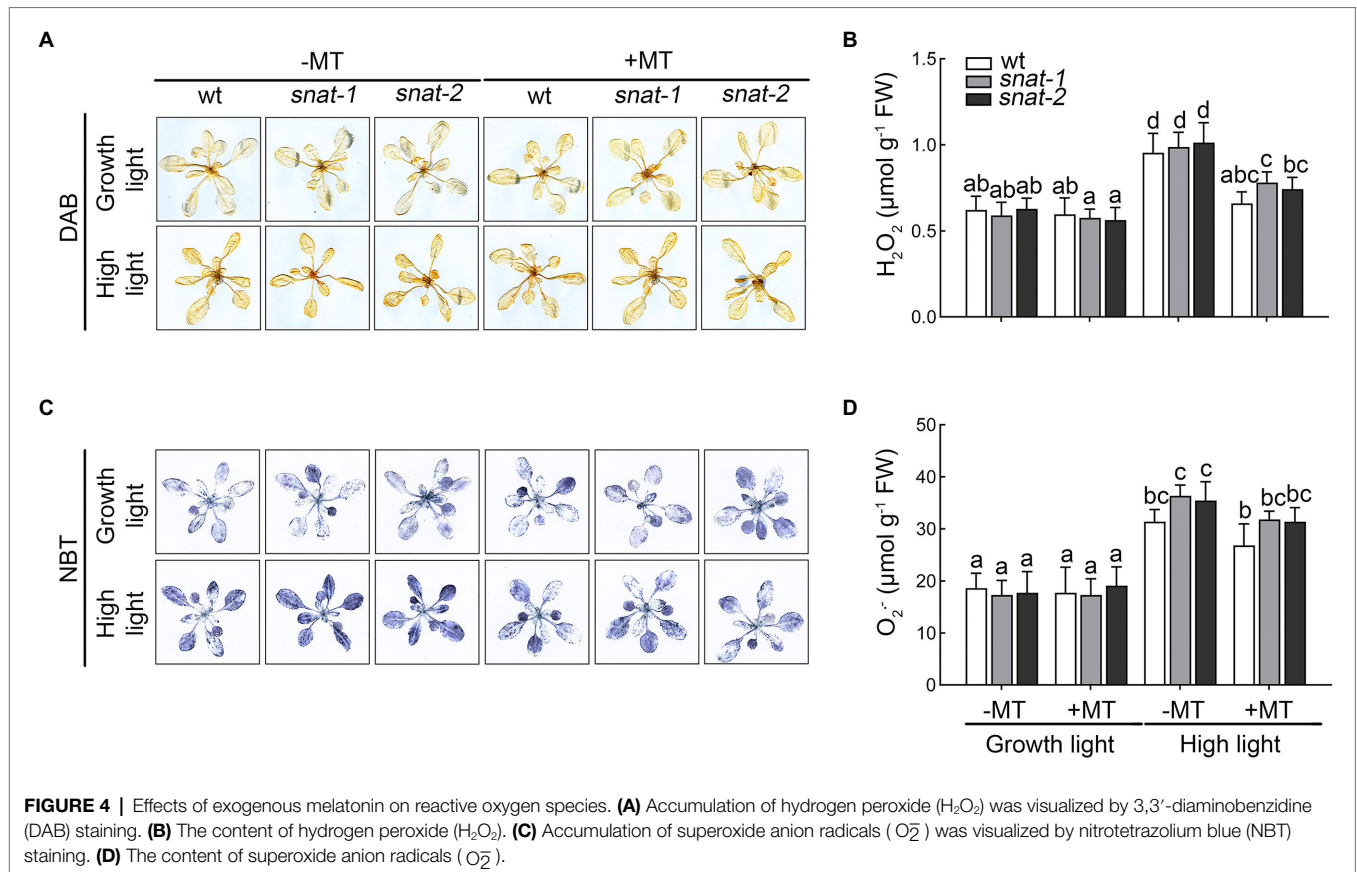 A
-MT +MT
wt snat-1 snat-2 wt snat-1 snat-2
DAB
Growth light
High light
B
H₂O₂ (μmol g⁻¹ FW)
1.5
1.0
0.5
0.0
wt
snat-1
snat-2
ab ab ab ab a a d d d abc c bc
C
NBT
Growth light
High light
D
O₂·⁻ (μmol g⁻¹ FW)
50
40
30
20
10
0
a a a a a a bc c c b bc bc
-MT +MT -MT +MT
Growth light High light
FIGURE 4 | Effects of exogenous melatonin on reactive oxygen species. (A) Accumulation of hydrogen peroxide (H₂O₂) was visualized by 3,3′-diaminobenzidine
(DAB) staining. (B) The content of hydrogen peroxide (H₂O₂). (C) Accumulation of superoxide anion radicals ( O₂⁻ ) was visualized by nitrotetrazolium blue (NBT)
staining. (D) The content of superoxide anion radicals ( O₂⁻ ).